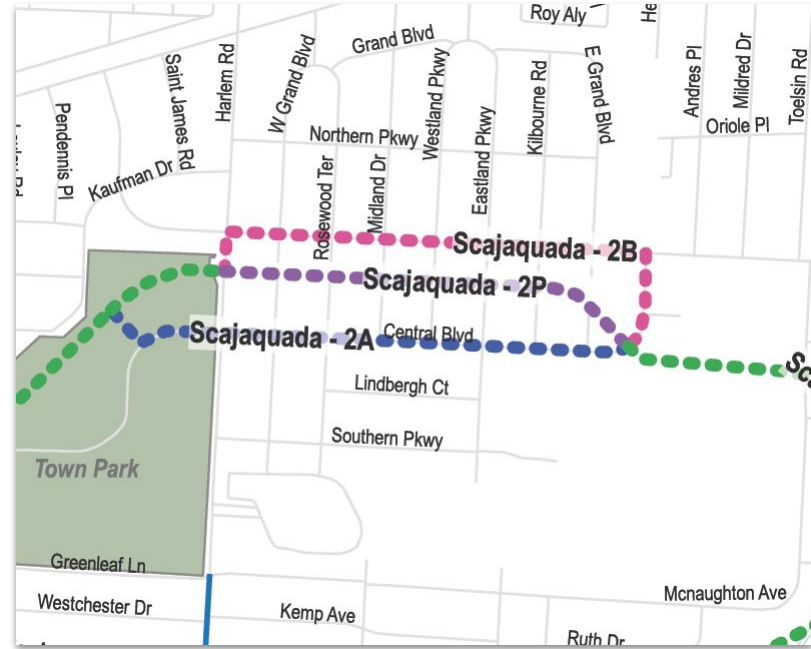 Roy Aly
Grand Blvd
Harlem Rd
Saint James Rd
W Grand Blvd
Westland Pkwy
Kilbourne Rd
E Grand Blvd
Andres Pl
Mildred Dr
Toelsin Rd
Pendennis Pl
Northern Pkwy
Oriole Pl
Kaufman Dr
Rosewood Ter
Midland Dr
Eastland Pkwy
Scajaquada - 2B
Scajaquada - 2P
Scajaquada - 2A
Central Blvd
Lindbergh Ct
Southern Pkwy
Town Park
Greenleaf Ln
Westchester Dr
Kemp Ave
Mcnaughton Ave
Ruth Dr